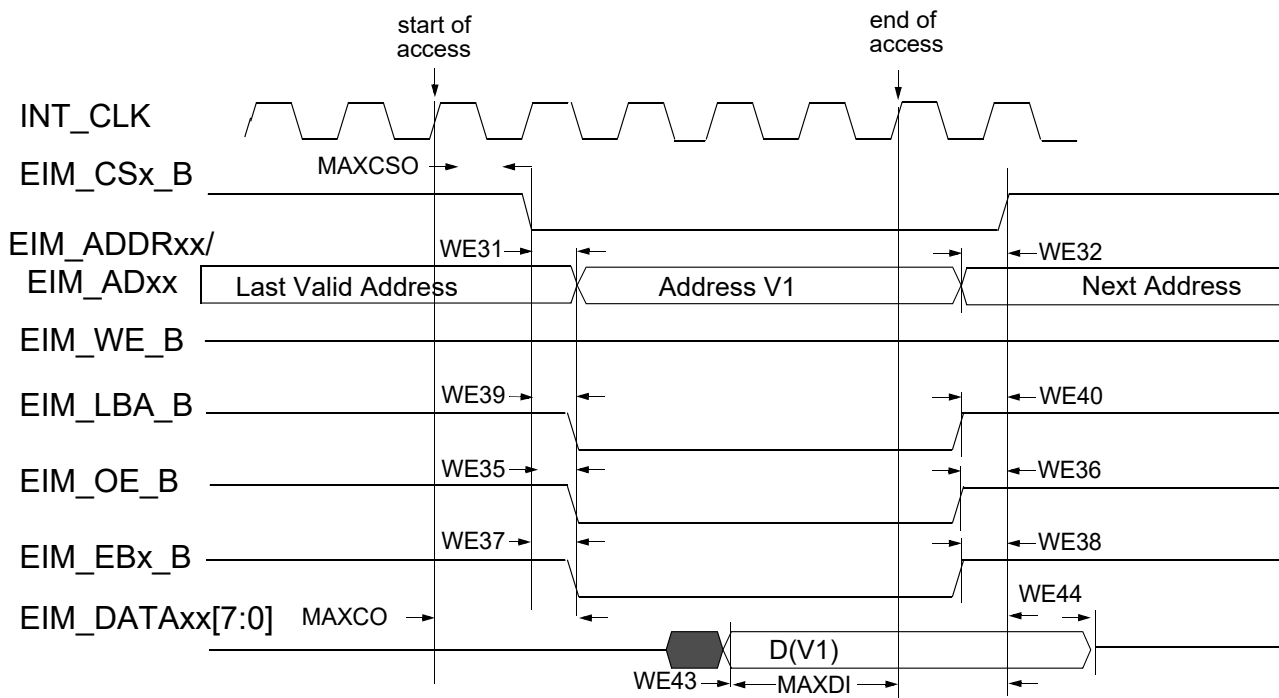 start of
access
end of
access
INT_CLK
EIM_CSx_B
MAXCSO
EIM_ADDRxx/
EIM_ADxx
WE31
WE32
Last Valid Address
Address V1
Next Address
EIM_WE_B
EIM_LBA_B
WE39
WE40
EIM_OE_B
WE35
WE36
EIM_EBx_B
WE37
WE38
EIM_DATAxx[7:0]
MAXCO
WE44
D(V1)
WE43
MAXDI